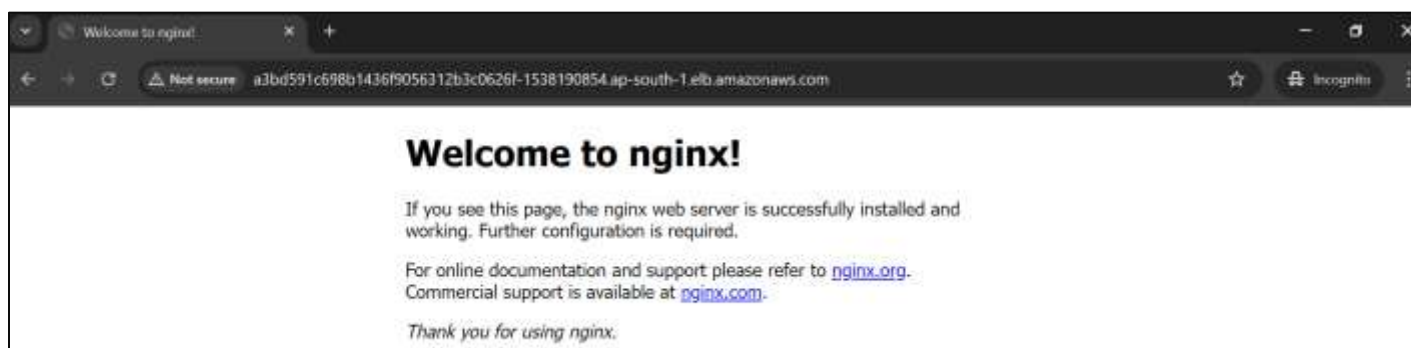 Welcome to nginx!
Not secure a3bd591c698b1436f9056312b3c0626f-1538190854.ap-south-1.elb.amazonaws.com Incognito
Welcome to nginx!
If you see this page, the nginx web server is successfully installed and
working. Further configuration is required.
For online documentation and support please refer to nginx.org.
Commercial support is available at nginx.com.
Thank you for using nginx.